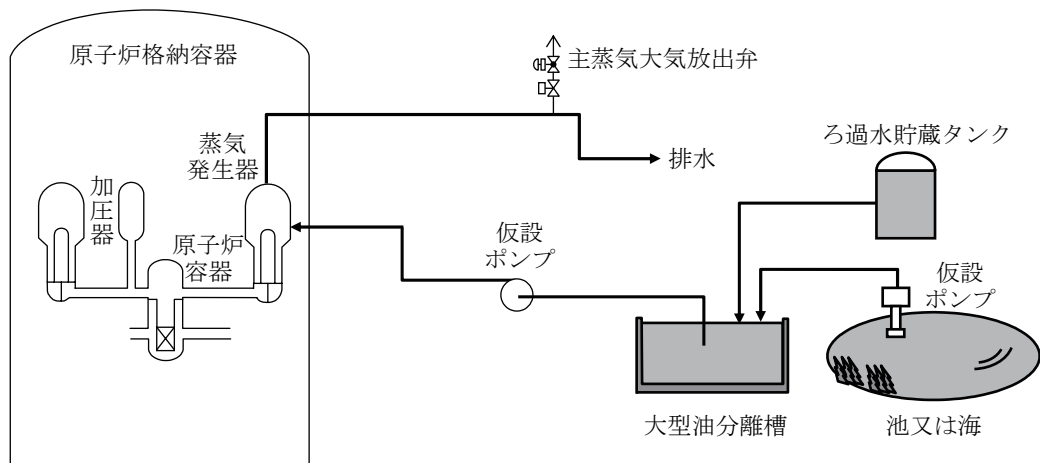 原子炉格納容器
主蒸気大気放出弁
蒸気
発生器
排水
ろ過水貯蔵タンク
加
圧
器
原子炉
容器
仮設
ポンプ
仮設
ポンプ
大型油分離槽
池又は海